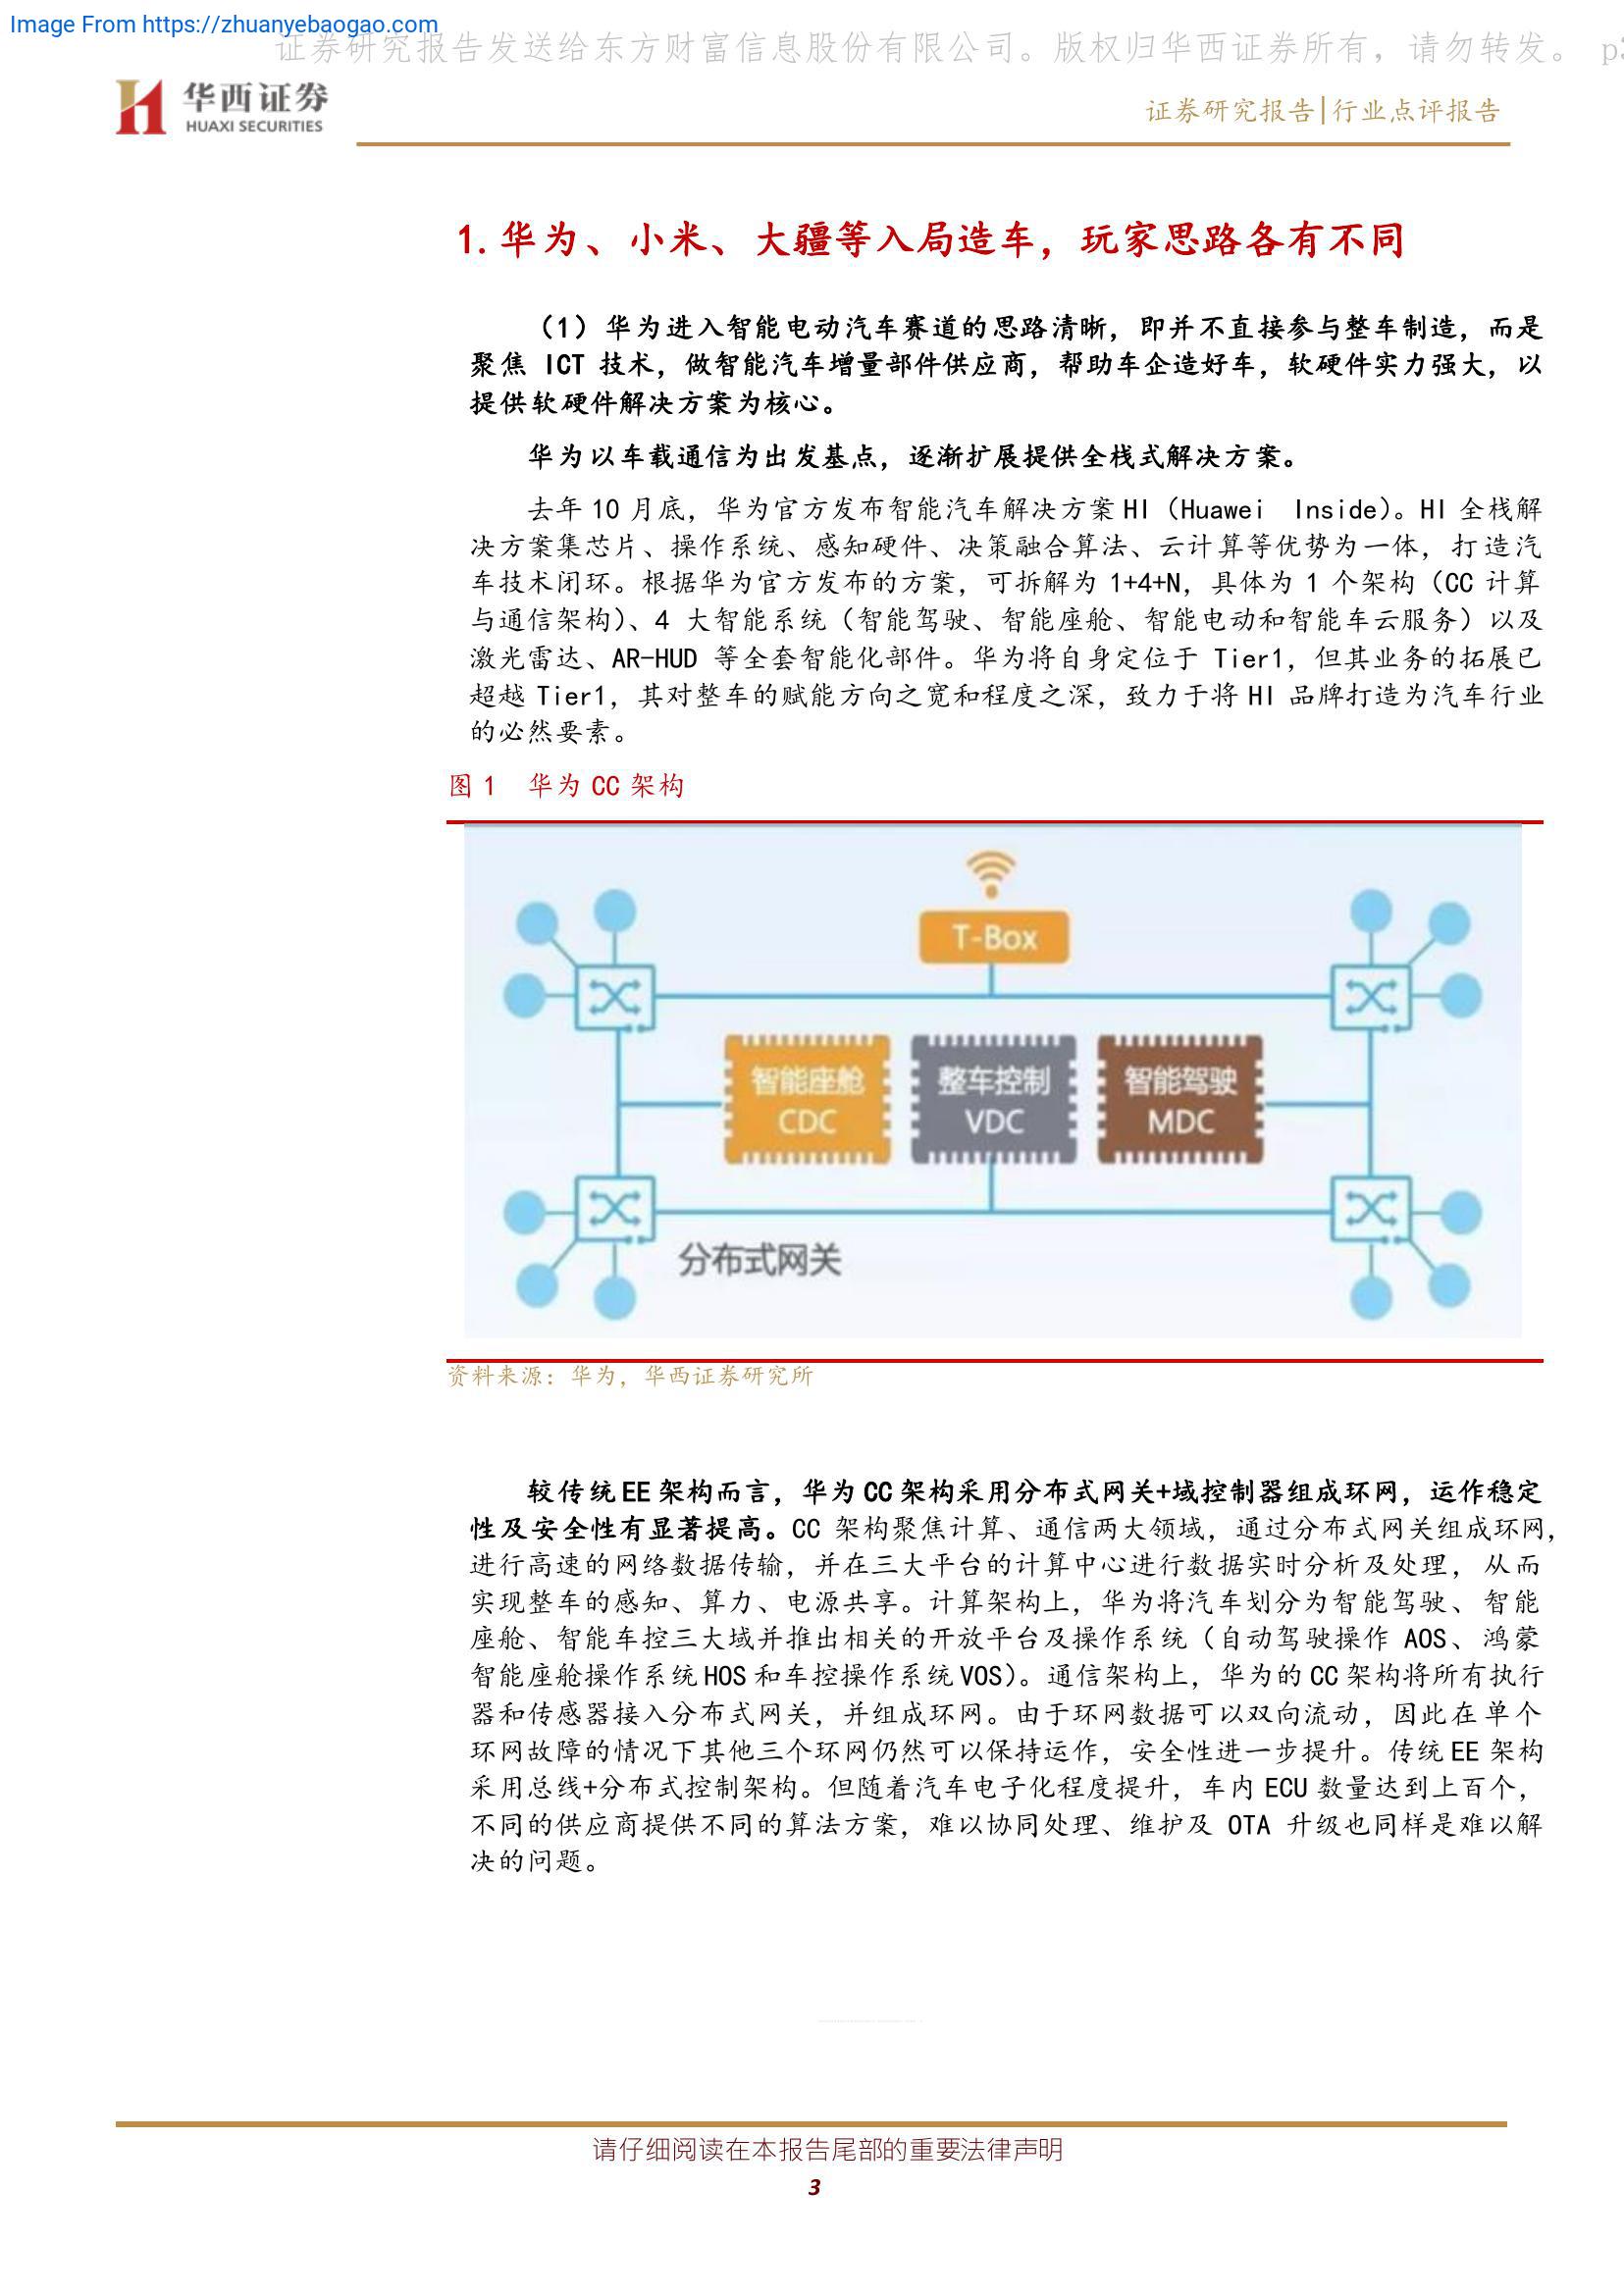 Image From https://zhuanyebaogao.com
证券研究报告发送给东方财富信息股份有限公司。版权归华西证券所有，请勿转发。 p3
华西证券
HUAXI SECURITIES
证券研究报告|行业点评报告
1.华为、小米、大疆等入局造车，玩家思路各有不同
（1）华为进入智能电动汽车赛道的思路清晰，即并不直接参与整车制造，而是
聚焦 ICT 技术，做智能汽车增量部件供应商，帮助车企造好车，软硬件实力强大，以
提供软硬件解决方案为核心。
华为以车载通信为出发基点，逐渐扩展提供全栈式解决方案。
去年 10 月底，华为官方发布智能汽车解决方案 HI（Huawei Inside）。HI 全栈解
决方案集芯片、操作系统、感知硬件、决策融合算法、云计算等优势为一体，打造汽
车技术闭环。根据华为官方发布的方案，可拆解为 1+4+N，具体为 1 个架构（CC 计算
与通信架构）、4 大智能系统（智能驾驶、智能座舱、智能电动和智能车云服务）以及
激光雷达、AR-HUD 等全套智能化部件。华为将自身定位于 Tier1，但其业务的拓展已
超越 Tier1，其对整车的赋能方向之宽和程度之深，致力于将 HI 品牌打造为汽车行业
的必然要素。
图 1 华为 CC 架构
T-Box
智能座舱
CDC
整车控制
VDC
智能驾驶
MDC
分布式网关
资料来源：华为，华西证券研究所
较传统 EE 架构而言，华为 CC 架构采用分布式网关+域控制器组成环网，运作稳定
性及安全性有显著提高。CC 架构聚焦计算、通信两大领域，通过分布式网关组成环网，
进行高速的网络数据传输，并在三大平台的计算中心进行数据实时分析及处理，从而
实现整车的感知、算力、电源共享。计算架构上，华为将汽车划分为智能驾驶、智能
座舱、智能车控三大域并推出相关的开放平台及操作系统（自动驾驶操作 AOS、鸿蒙
智能座舱操作系统 HOS 和车控操作系统 VOS）。通信架构上，华为的 CC 架构将所有执行
器和传感器接入分布式网关，并组成环网。由于环网数据可以双向流动，因此在单个
环网故障的情况下其他三个环网仍然可以保持运作，安全性进一步提升。传统 EE 架构
采用总线+分布式控制架构。但随着汽车电子化程度提升，车内 ECU 数量达到上百个，
不同的供应商提供不同的算法方案，难以协同处理、维护及 OTA 升级也同样是难以解
决的问题。
请仔细阅读在本报告尾部的重要法律声明
3